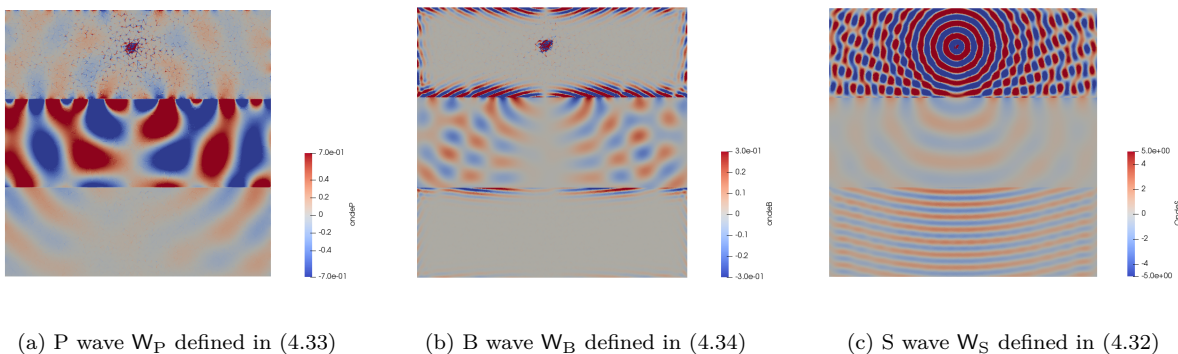 7.0e-01
0.4
0.2
0
-0.2
-0.4
-7.0e-01
ondeP
3.0e-01
0.2
0.1
0
-0.1
-0.2
-3.0e-01
ondeB
5.0e+00
4
2
0
-2
-4
-5.0e+00
(a) P wave W_P defined in (4.33)
(b) B wave W_B defined in (4.34)
(c) S wave W_S defined in (4.32)